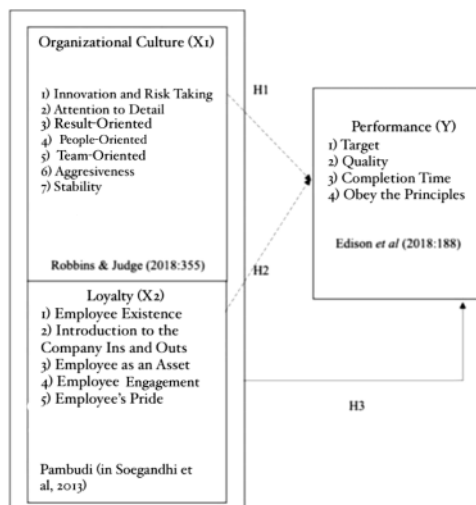 Organizational Culture (X1)
1) Innovation and Risk Taking
2) Attention to Detail
3) Result-Oriented
4) People-Oriented
5) Team-Oriented
6) Aggresiveness
7) Stability
Robbins & Judge (2018:355)
Loyalty (X2)
1) Employee Existence
2) Introduction to the
Company Ins and Outs
3) Employee as an Asset
4) Employee Engagement
5) Employee's Pride
Pambudi (in Soegandhi et
al, 2013)
H1
H2
H3
Performance (Y)
1) Target
2) Quality
3) Completion Time
4) Obey the Principles
Edison et al (2018:188)